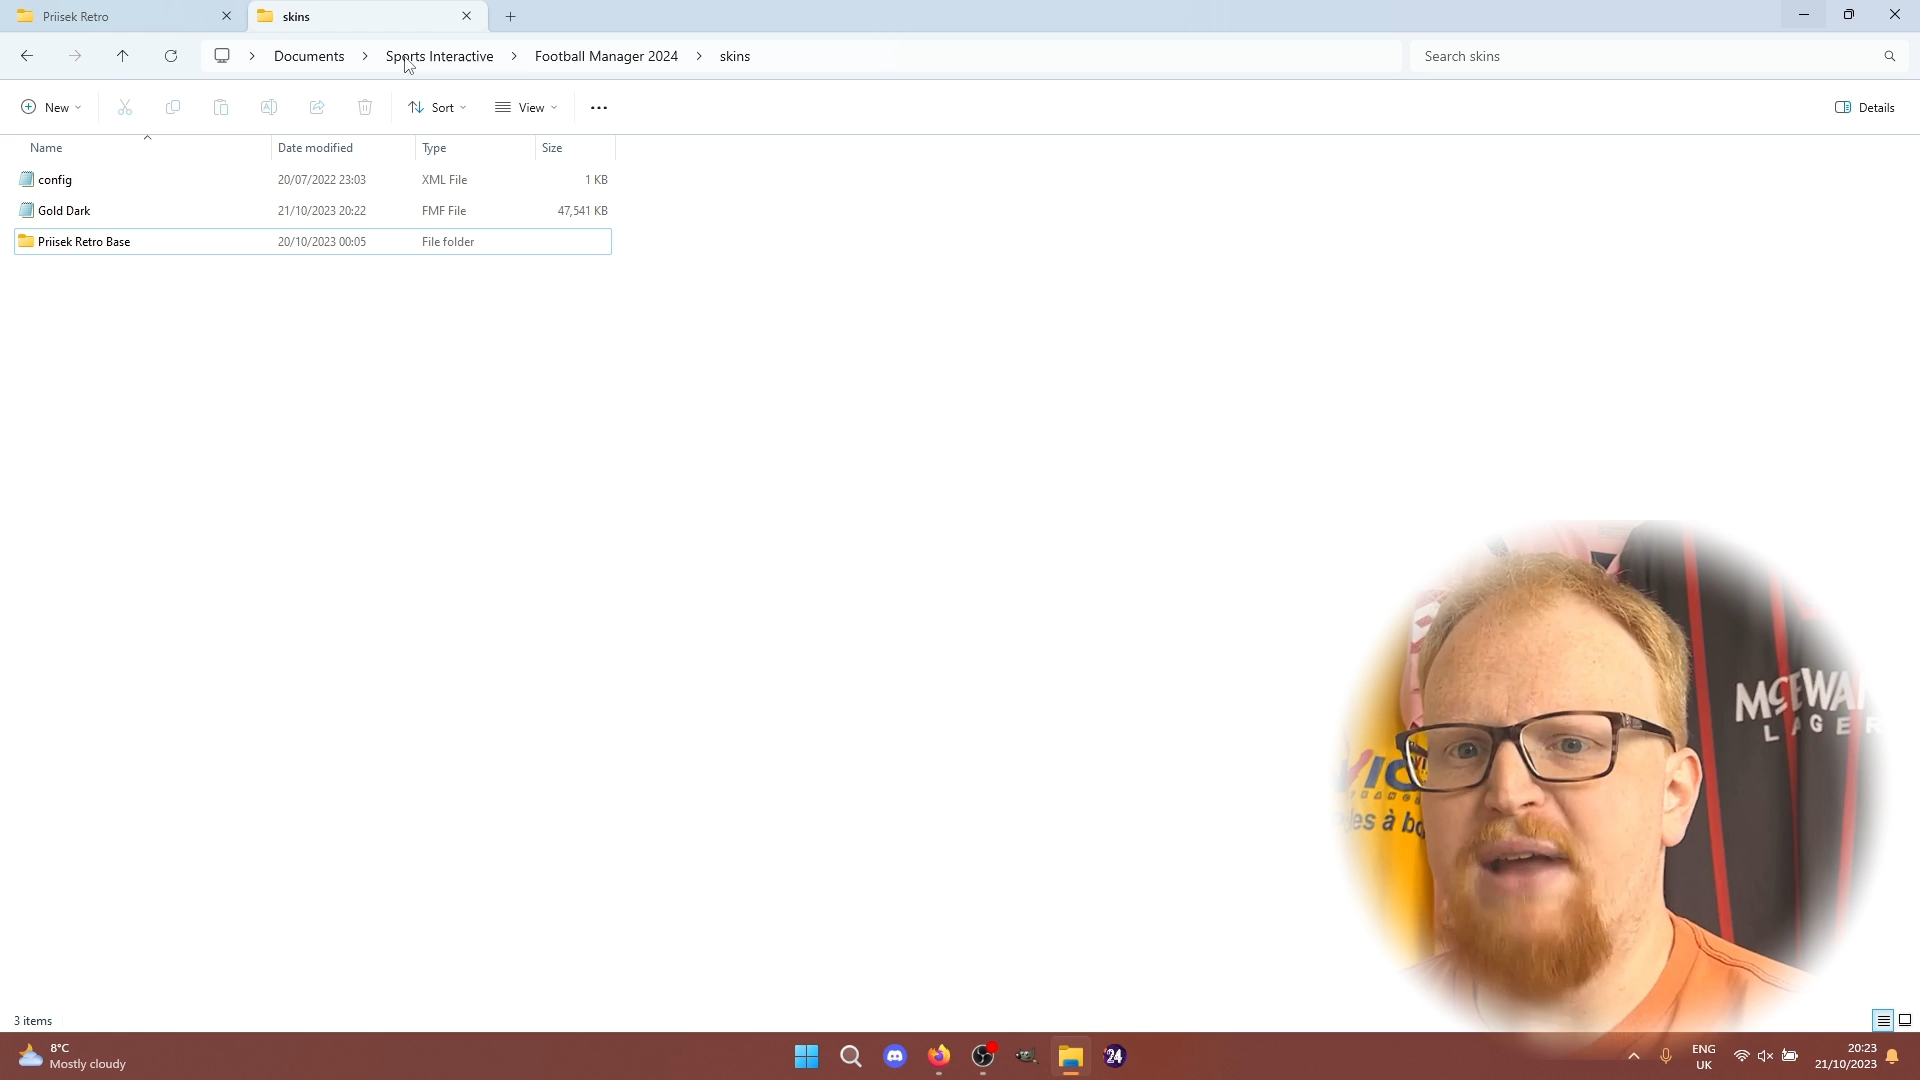 Priisek Retro
skins
Documents
Sports Interactive
Football Manager 2024
skins
Search skins
New
Sort
View
Details
Name
Date modified
Type
Size
config
20/07/2022 23:03
XML File
1 KB
Gold Dark
21/10/2023 20:22
FMF File
47,541 KB
Priisek Retro Base
20/10/2023 00:05
File folder
LAGER
3 items
8°C
Mostly cloudy
24
ENG
UK
20:23
21/10/2023